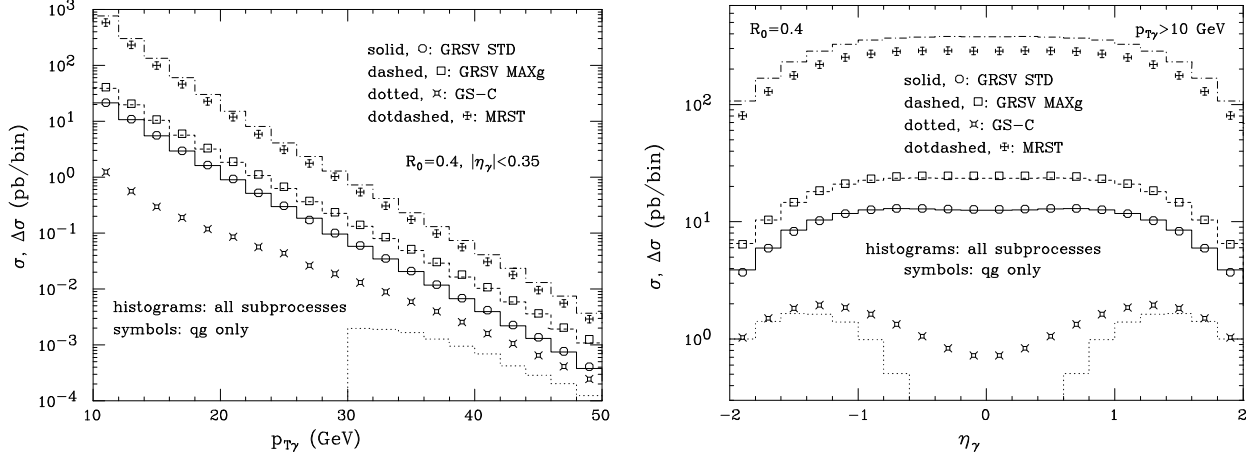 σ, Δσ (pb/bin)
10³
10²
10¹
10⁰
10⁻¹
10⁻²
10⁻³
10⁻⁴
solid, ○: GRSV STD
dashed, □: GRSV MAXg
dotted, ¤: GS−C
dotdashed, ✠: MRST
R₀=0.4, |η_γ|<0.35
histograms: all subprocesses
symbols: qg only
10 20 30 40 50
p_Tγ (GeV)
σ, Δσ (pb/bin)
10²
10¹
10⁰
R₀=0.4 p_Tγ>10 GeV
solid, ○: GRSV STD
dashed, □: GRSV MAXg
dotted, ¤: GS−C
dotdashed, ✠: MRST
histograms: all subprocesses
symbols: qg only
−2 −1 0 1 2
η_γ